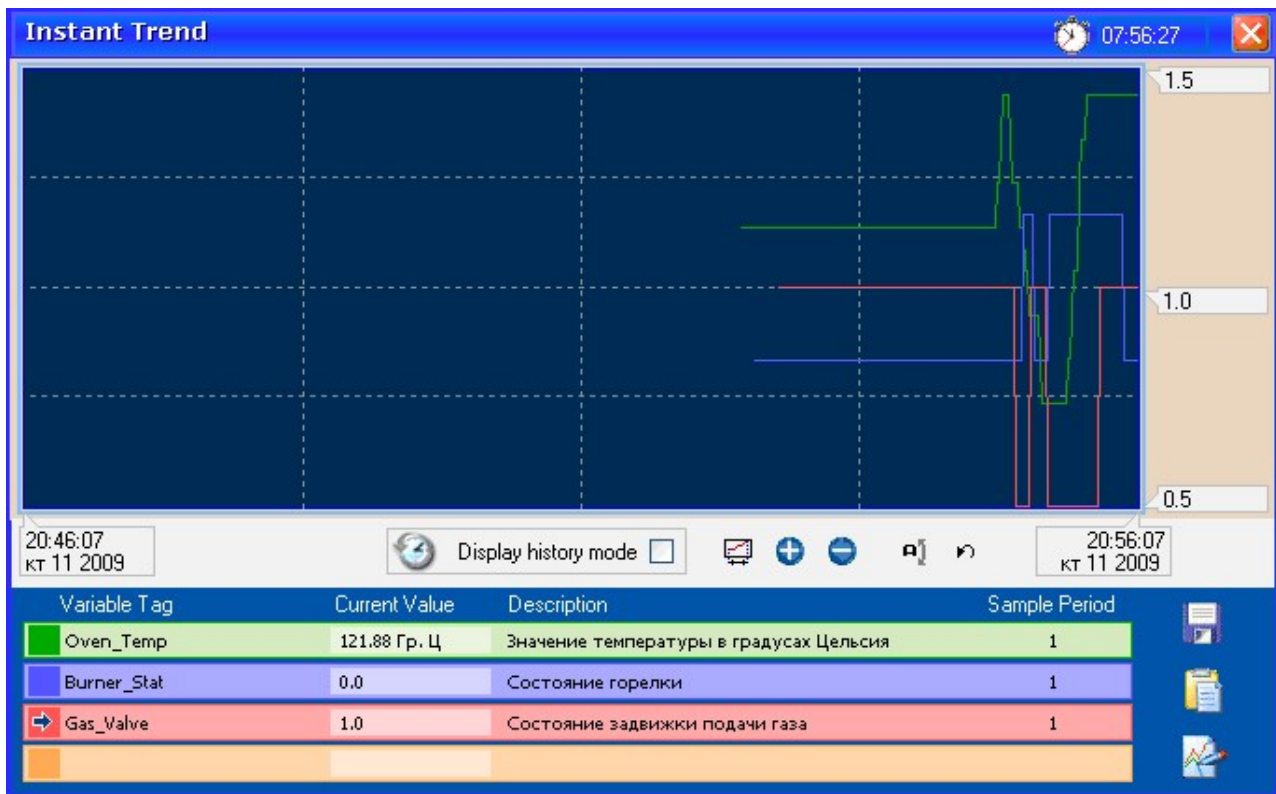 Instant Trend 07:56:27
1.5
1.0
0.5
20:46:07
кт 11 2009
Display history mode
20:56:07
кт 11 2009
Variable Tag Current Value Description Sample Period
Oven_Temp 121.88 Гр. Ц Значение температуры в градусах Цельсия 1
Burner_Stat 0.0 Состояние горелки 1
Gas_Valve 1.0 Состояние задвижки подачи газа 1